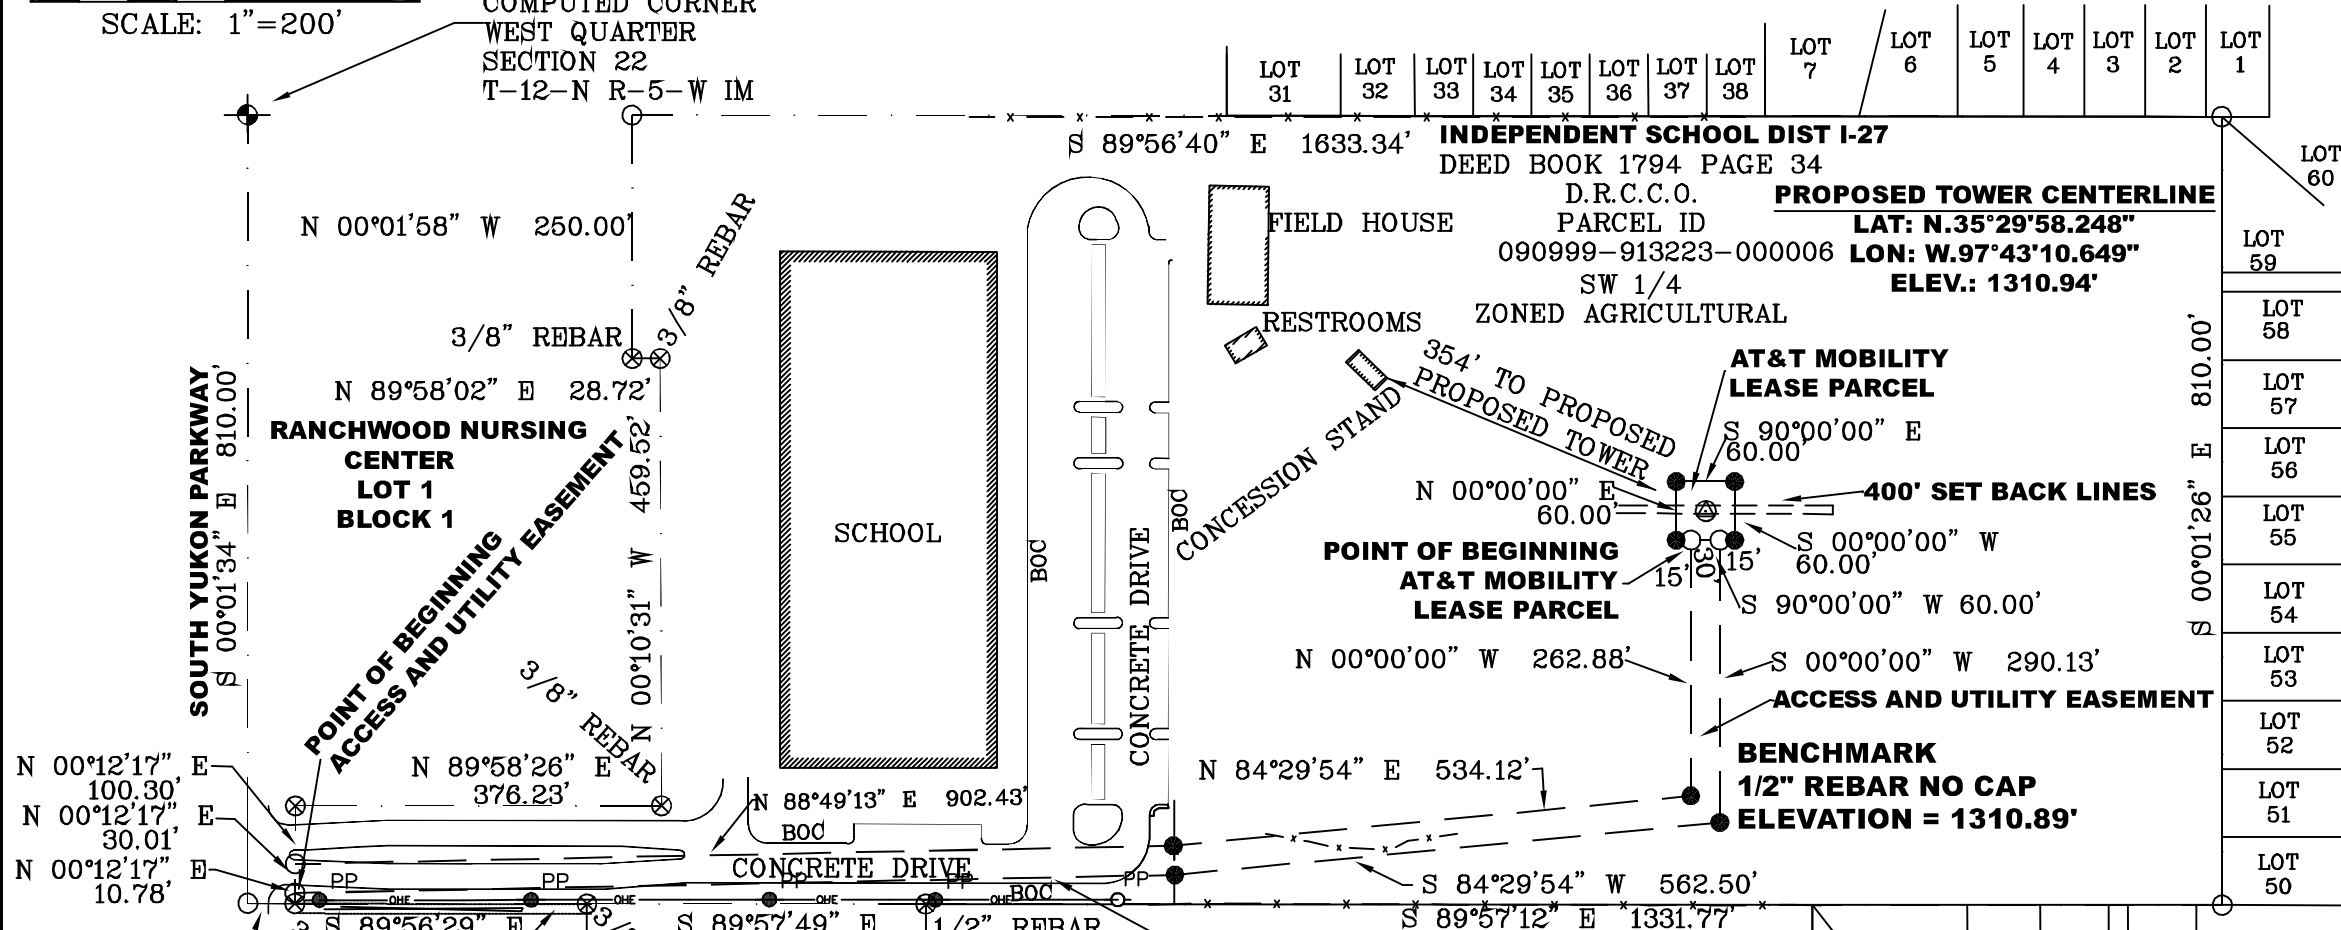 SCALE: 1"=200'
COMPUTED CORNER
WEST QUARTER
SECTION 22
T-12-N R-5-W IM
LOT
31
LOT
32
LOT
33
LOT
34
LOT
35
LOT
36
LOT
37
LOT
38
LOT
7
LOT
6
LOT
5
LOT
4
LOT
3
LOT
2
LOT
1
S 89°56'40" E 1633.34'
INDEPENDENT SCHOOL DIST I-27
DEED BOOK 1794 PAGE 34
D.R.C.C.O.
PARCEL ID
090999-913223-000006
SW 1/4
ZONED AGRICULTURAL
PROPOSED TOWER CENTERLINE
LAT: N.35°29'58.248"
LON: W.97°43'10.649"
ELEV.: 1310.94'
LOT
60
LOT
59
LOT
58
LOT
57
LOT
56
LOT
55
LOT
54
LOT
53
LOT
52
LOT
51
LOT
50
S 00°01'26" E 810.00'
N 00°01'58" W 250.00'
3/8" REBAR
3/8" REBAR
N 89°58'02" E 28.72'
RANCHWOOD NURSING
CENTER
LOT 1
BLOCK 1
SOUTH YUKON PARKWAY
S 00°01'34" E 810.00'
POINT OF BEGINNING
ACCESS AND UTILITY EASEMENT
N 00°10'31" W 459.52'
3/8" REBAR
N 89°58'26" E
376.23'
SCHOOL
FIELD HOUSE
RESTROOMS
CONCESSION STAND
354' TO PROPOSED
PROPOSED TOWER
BOC
CONCRETE DRIVE
BOC
AT&T MOBILITY
LEASE PARCEL
S 90°00'00" E
60.00'
N 00°00'00" E
60.00'
400' SET BACK LINES
S 00°00'00" W
60.00'
POINT OF BEGINNING
AT&T MOBILITY
LEASE PARCEL
15'
30'
15'
S 90°00'00" W 60.00'
N 00°00'00" W 262.88'
S 00°00'00" W 290.13'
ACCESS AND UTILITY EASEMENT
BENCHMARK
1/2" REBAR NO CAP
ELEVATION = 1310.89'
N 84°29'54" E 534.12'
S 84°29'54" W 562.50'
S 89°57'12" E 1331.77'
N 00°12'17" E
100.30'
N 00°12'17" E
30.01'
N 00°12'17" E
10.78'
N 88°49'13" E 902.43'
BOC
CONCRETE DRIVE
PP
PP
PP
PP
PP
BOC
OHE
OHE
OHE
OHE
S 89°56'29" E
S 89°57'49" E
1/2" REBAR